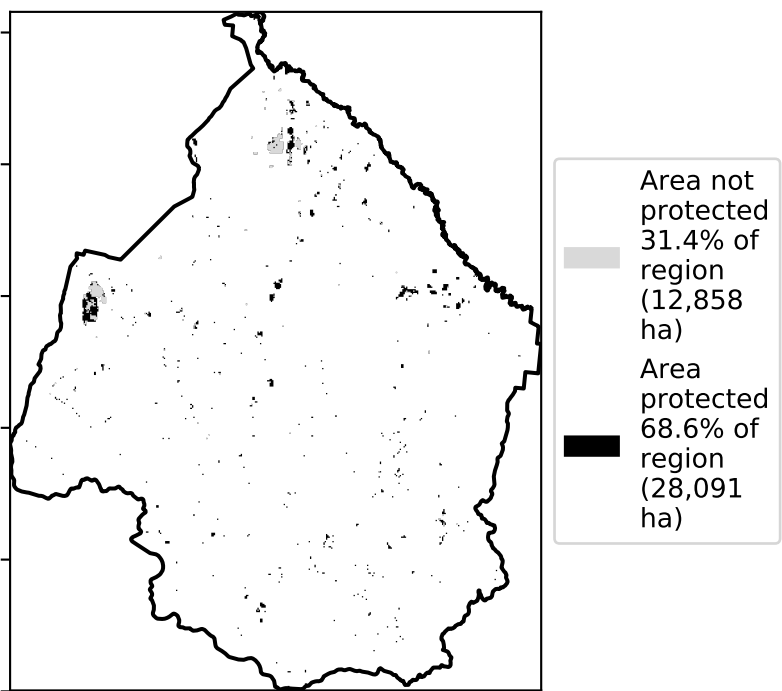 Area not
protected
31.4% of
region
(12,858
ha)
Area
protected
68.6% of
region
(28,091
ha)